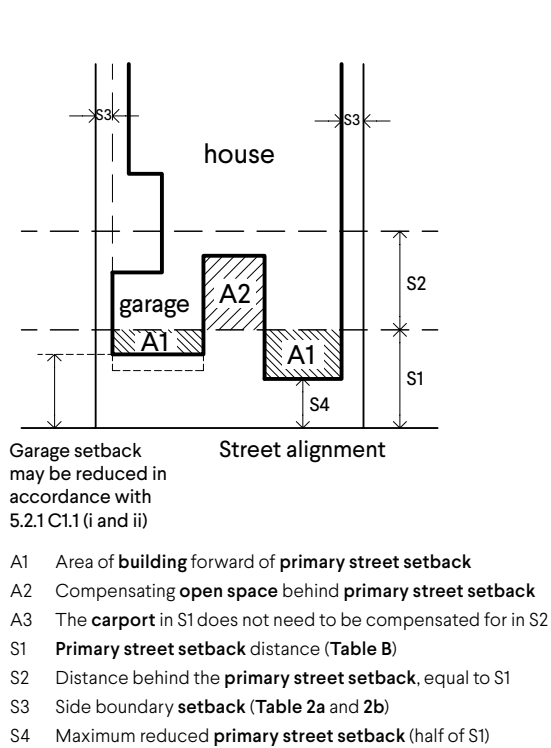 S3
S3
house
S2
A2
garage
A1
A1
S1
S4
Garage setback
may be reduced in
accordance with
5.2.1 C1.1 (i and ii)
Street alignment
A1 Area of building forward of primary street setback
A2 Compensating open space behind primary street setback
A3 The carport in S1 does not need to be compensated for in S2
S1 Primary street setback distance (Table B)
S2 Distance behind the primary street setback, equal to S1
S3 Side boundary setback (Table 2a and 2b)
S4 Maximum reduced primary street setback (half of S1)